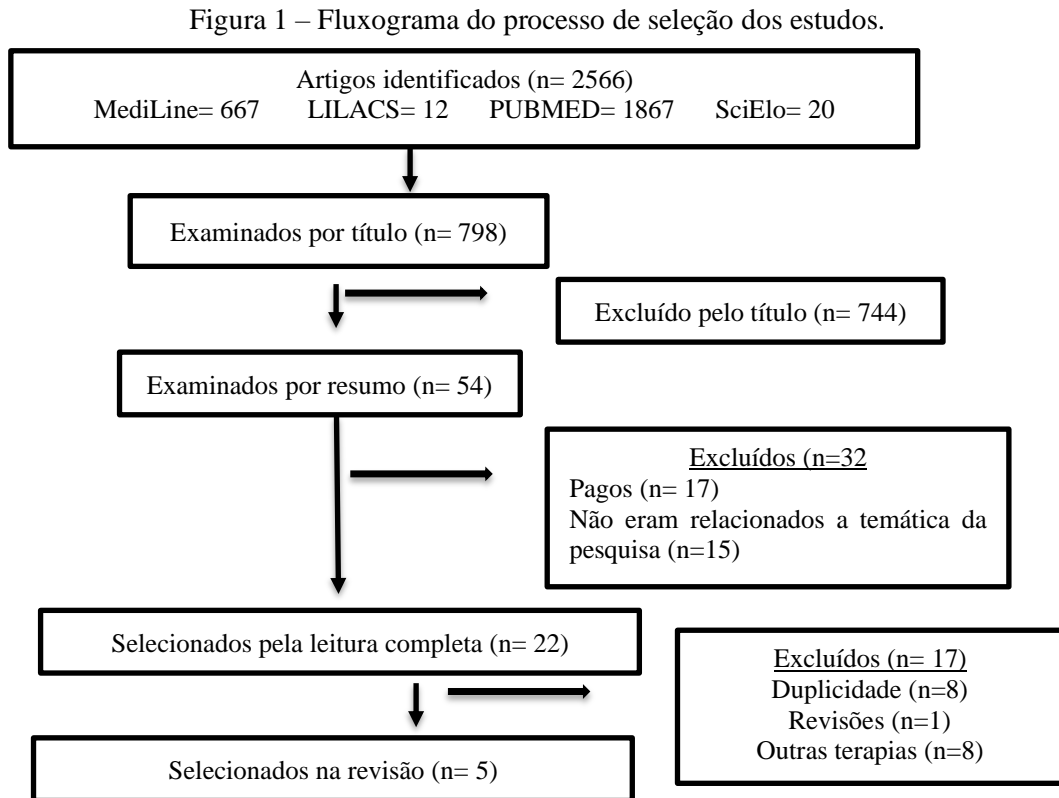 Figura 1 – Fluxograma do processo de seleção dos estudos.
Artigos identificados (n= 2566)
MediLine= 667 LILACS= 12 PUBMED= 1867 SciElo= 20
Examinados por título (n= 798)
Excluído pelo título (n= 744)
Examinados por resumo (n= 54)
Excluídos (n=32
Pagos (n= 17)
Não eram relacionados a temática da
pesquisa (n=15)
Selecionados pela leitura completa (n= 22)
Excluídos (n= 17)
Duplicidade (n=8)
Revisões (n=1)
Outras terapias (n=8)
Selecionados na revisão (n= 5)